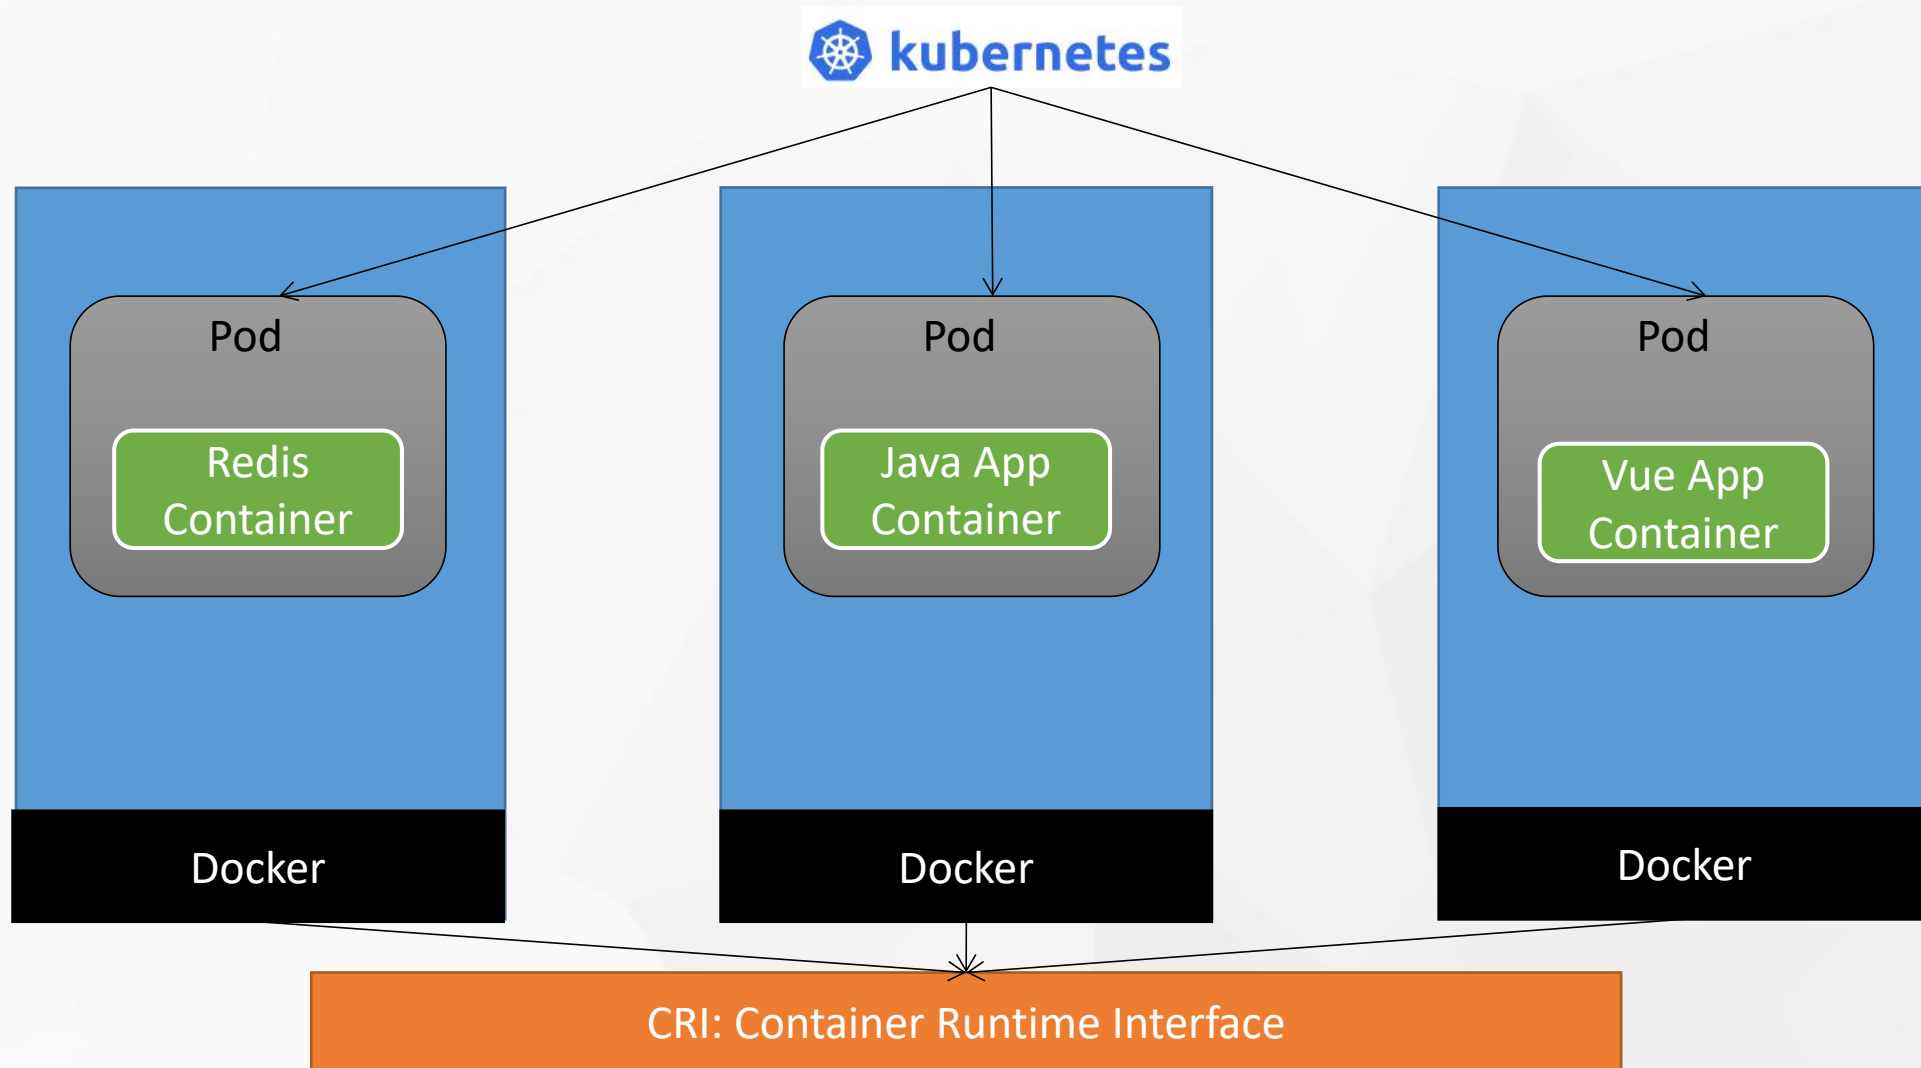 kubernetes
Pod
Redis
Container
Pod
Java App
Container
Pod
Vue App
Container
Docker
Docker
Docker
CRI: Container Runtime Interface